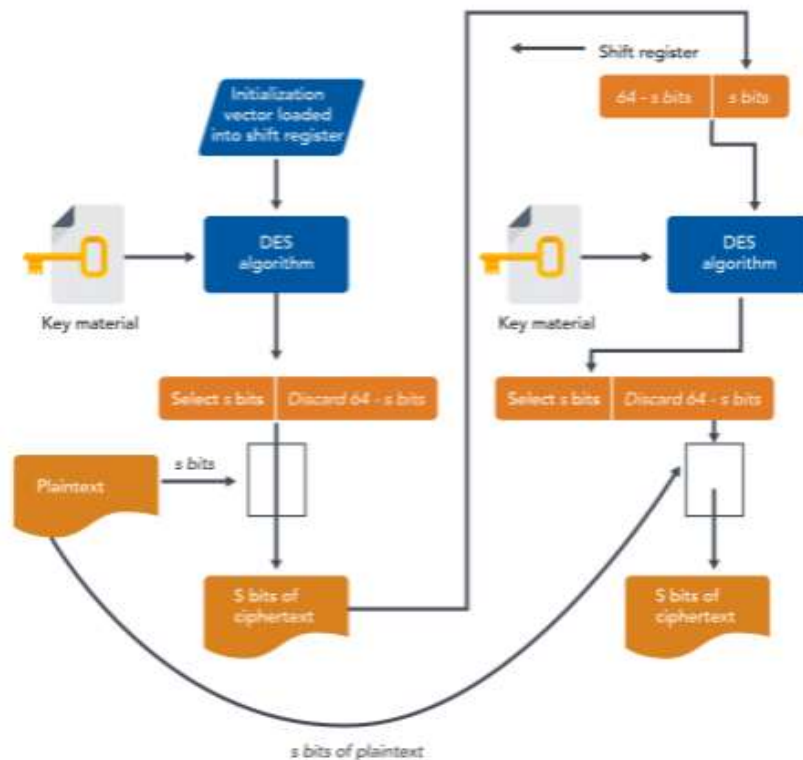 Shift register
64 - s bits
s bits
Initialization
vector loaded
into shift register
DES
algorithm
Key material
DES
algorithm
Key material
Select s bits
Discard 64 - s bits
Select s bits
Discard 64 - s bits
s bits
Plaintext
S bits of
ciphertext
S bits of
ciphertext
s bits of plaintext